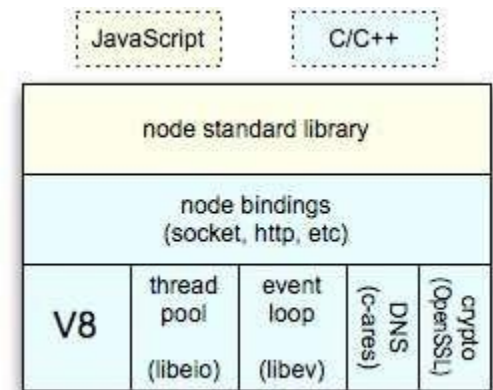 JavaScript
C/C++
node standard library
node bindings
(socket, http, etc)
V8
thread
pool
(libeio)
event
loop
(libev)
DNS
(c-ares)
crypto
(OpenSSL)